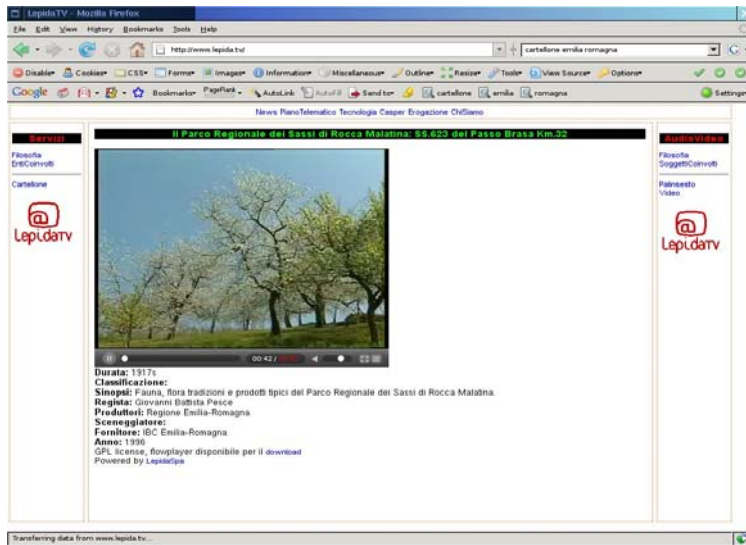 LepidaTV - Mozilla Firefox
File Edit View History Bookmarks Tools Help
http://www.lepida.tv/ cartellone emilia romagna
Disable Cookies CSS Forms Images Information Miscellaneous Outline Resize Tools View Source Options
Google Bookmarks PageRank AutoLink AutoFill Send to cartellone emilia romagna Settings
News PianoTelematico Tecnologia Casper Erogazione ChiSiamo
Servizi
Filosofia
EntiCoinvolti
Cartellone
LepidaTV
Il Parco Regionale dei Sassi di Rocca Malatina: SS.623 del Passo Brasa Km.32
00:42 /
Durata: 1917s
Classificazione:
Sinopsi: Fauna, flora tradizioni e prodotti tipici del Parco Regionale dei Sassi di Rocca Malatina.
Regista: Giovanni Battista Pesce
Produttori: Regione Emilia-Romagna
Sceneggiatore:
Fornitore: IBC Emilia-Romagna
Anno: 1996
GPL license, flowplayer disponibile per il download
Powered by LepidaSpa
AudioVideo
Filosofia
SoggettiCoinvolti
Palinsesto
Video
LepidaTV
Transferring data from www.lepida.tv...